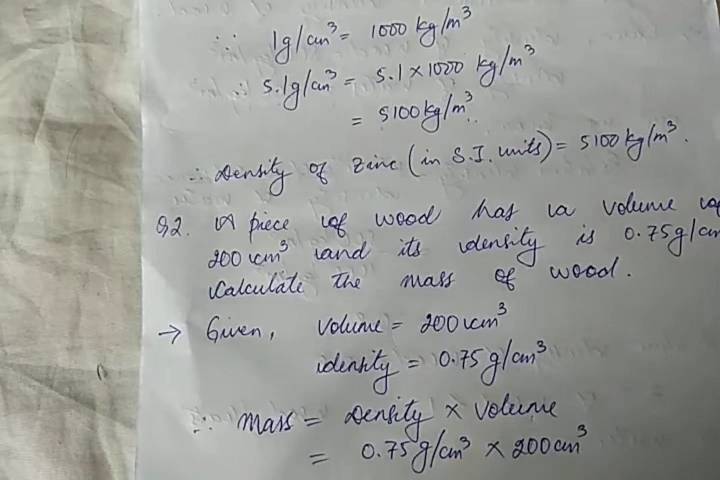 ∵ 1g/cm³ = 1000 kg/m³
∴ 5.1g/cm³ = 5.1 × 1000 kg/m³
= 5100 kg/m³
∴ Density of zinc (in S.I. units) = 5100 kg/m³.
Q2. A piece of wood has a volume of
200 cm³ and its density is 0.75g/cm
Calculate the mass of wood.
→ Given, volume = 200 cm³
density = 0.75 g/cm³
∴ Mass = Density × Volume
= 0.75 g/cm³ × 200 cm³